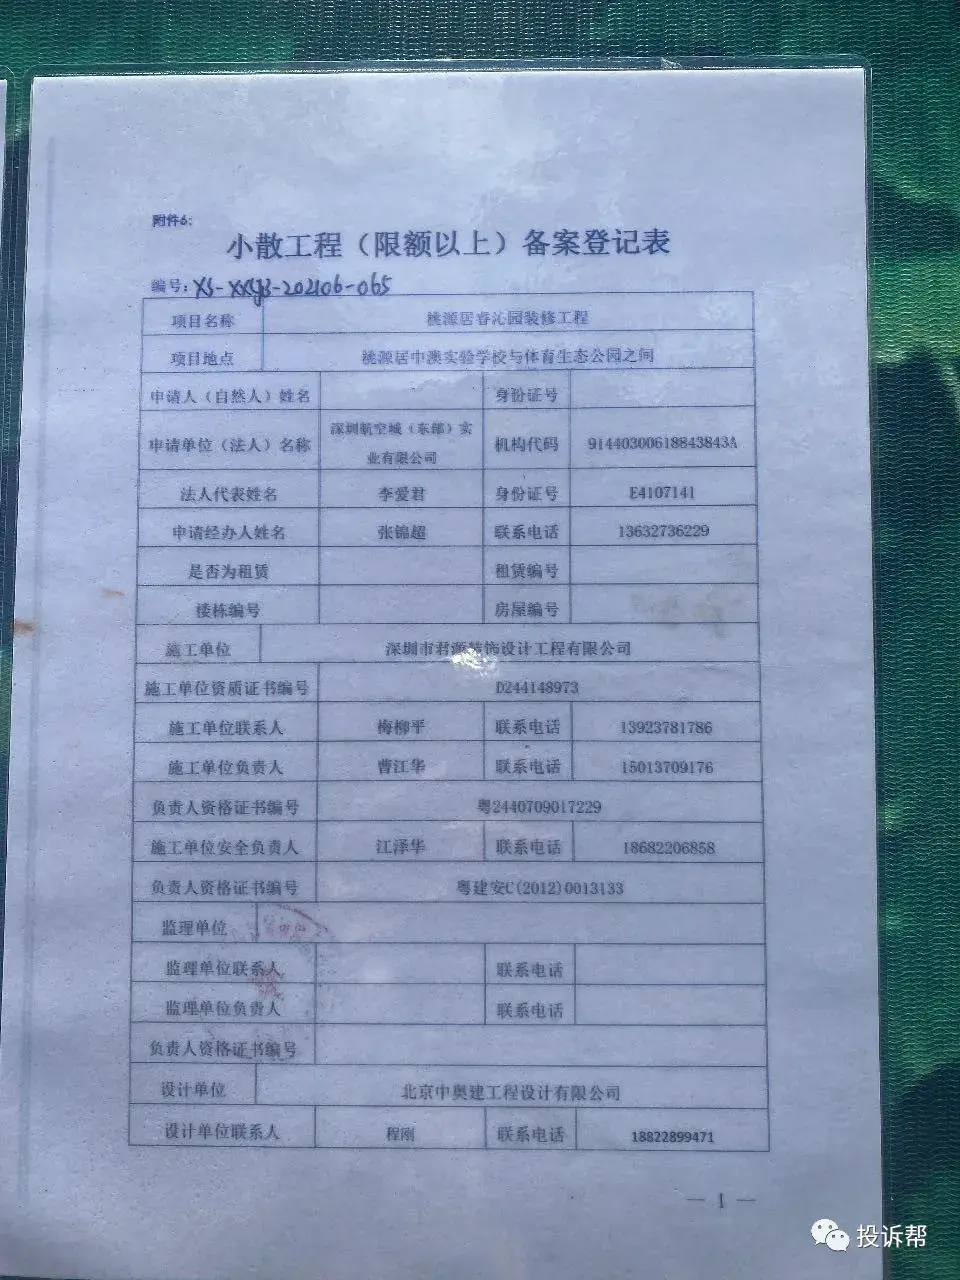 附件6:
小散工程（限额以上）备案登记表
编号: XS-XXSJB-202106-065
项目名称 桃源居睿沁园装修工程
项目地点 桃源居中澳实验学校与体育生态公园之间
申请人（自然人）姓名 身份证号
申请单位（法人）名称 深圳航空城（东部）实业有限公司 机构代码 91440300618843843A
法人代表姓名 李爱君 身份证号 E4107141
申请经办人姓名 张锦超 联系电话 13632736229
是否为租赁 租赁编号
楼栋编号 房屋编号
施工单位 深圳市君源装饰设计工程有限公司
施工单位资质证书编号 D244148973
施工单位联系人 梅柳平 联系电话 13923781786
施工单位负责人 曹江华 联系电话 15013709176
负责人资格证书编号 粤2440709017229
施工单位安全负责人 江泽华 联系电话 18682206858
负责人资格证书编号 粤建安C(2012)0013133
监理单位
监理单位联系人 联系电话
监理单位负责人 联系电话
负责人资格证书编号
设计单位 北京中奥建工程设计有限公司
设计单位联系人 程刚 联系电话 18822899471
— 1 —
投诉帮